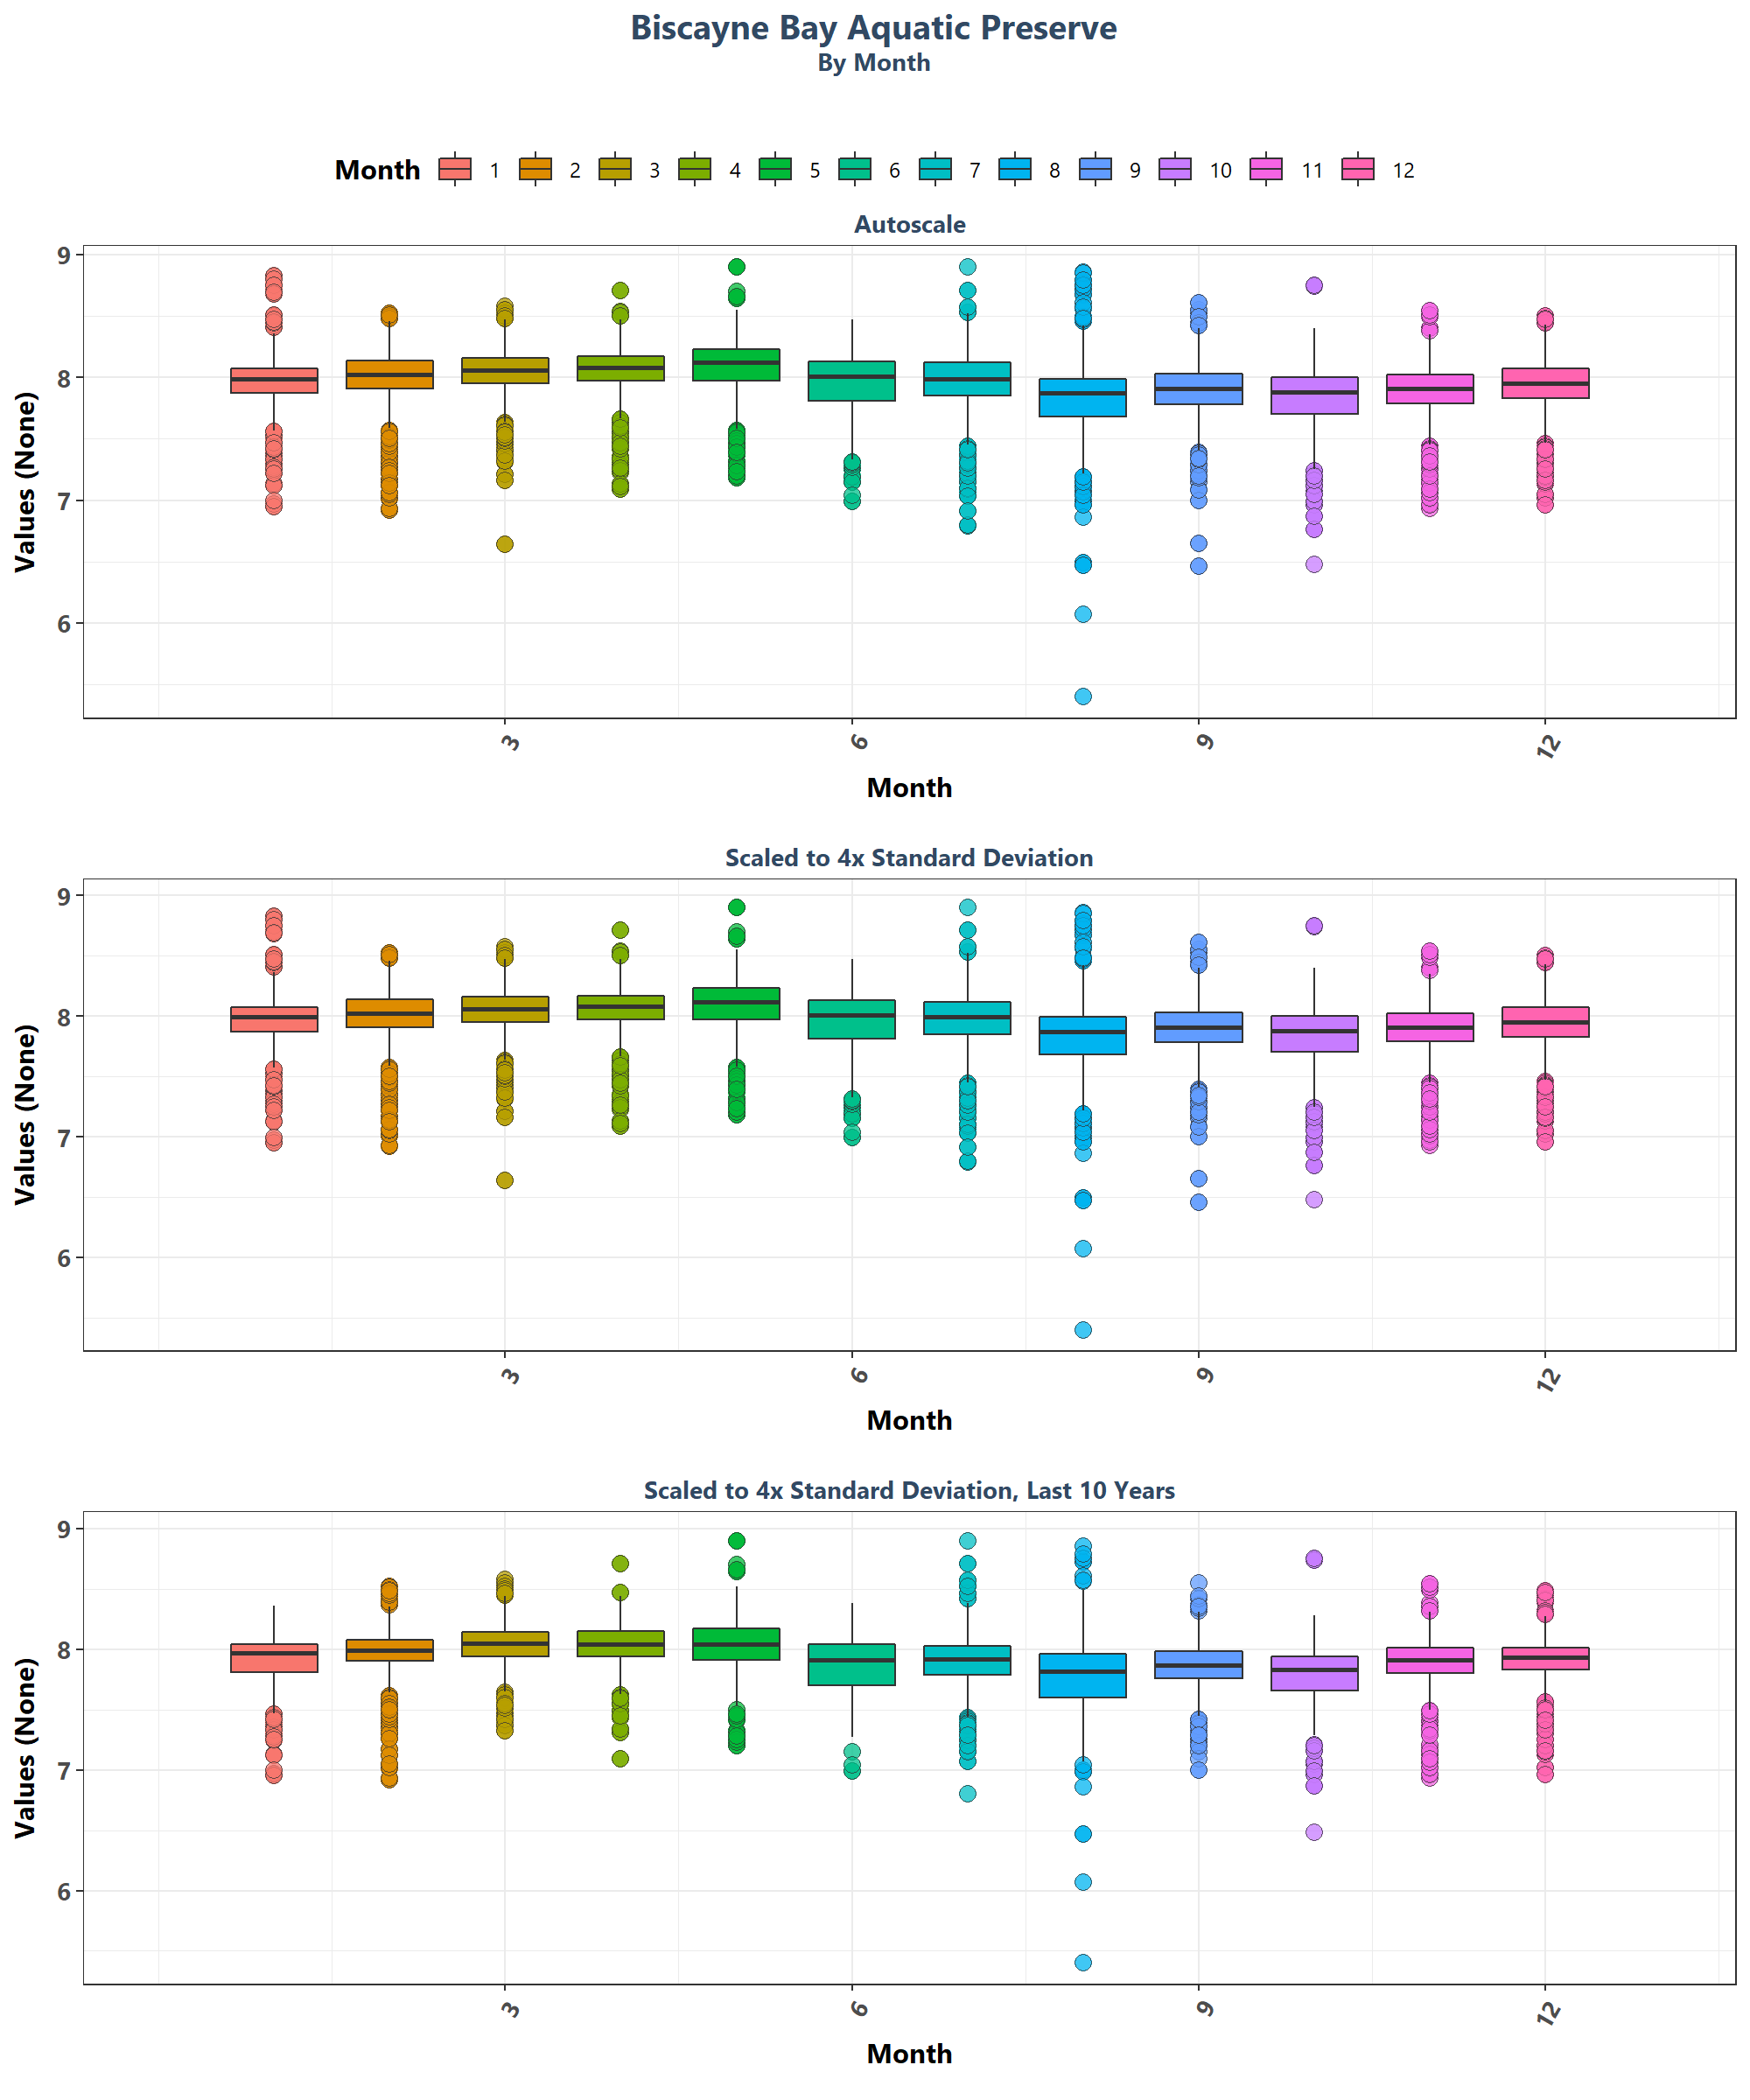 Biscayne Bay Aquatic Preserve
By Month
Month 1 2 3 4 5 6 7 8 9 10 11 12
Autoscale
Values (None)
9
8
7
6
3 6 9 12
Month
Scaled to 4x Standard Deviation
Values (None)
9
8
7
6
3 6 9 12
Month
Scaled to 4x Standard Deviation, Last 10 Years
Values (None)
9
8
7
6
3 6 9 12
Month